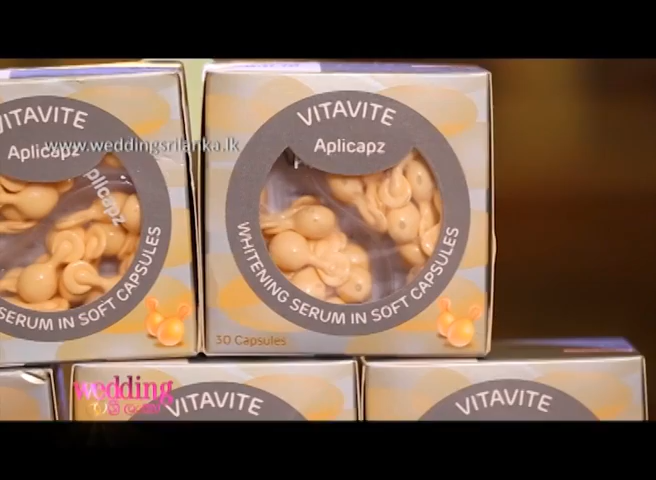 VITAVITE
Aplicapz
plicapz
SERUM IN SOFT CAPSULES
www.weddingsrilanka.lk
VITAVITE
Aplicapz
WHITENING SERUM IN SOFT CAPSULES
30 Capsules
wedding
VITAVITE
VITAVITE